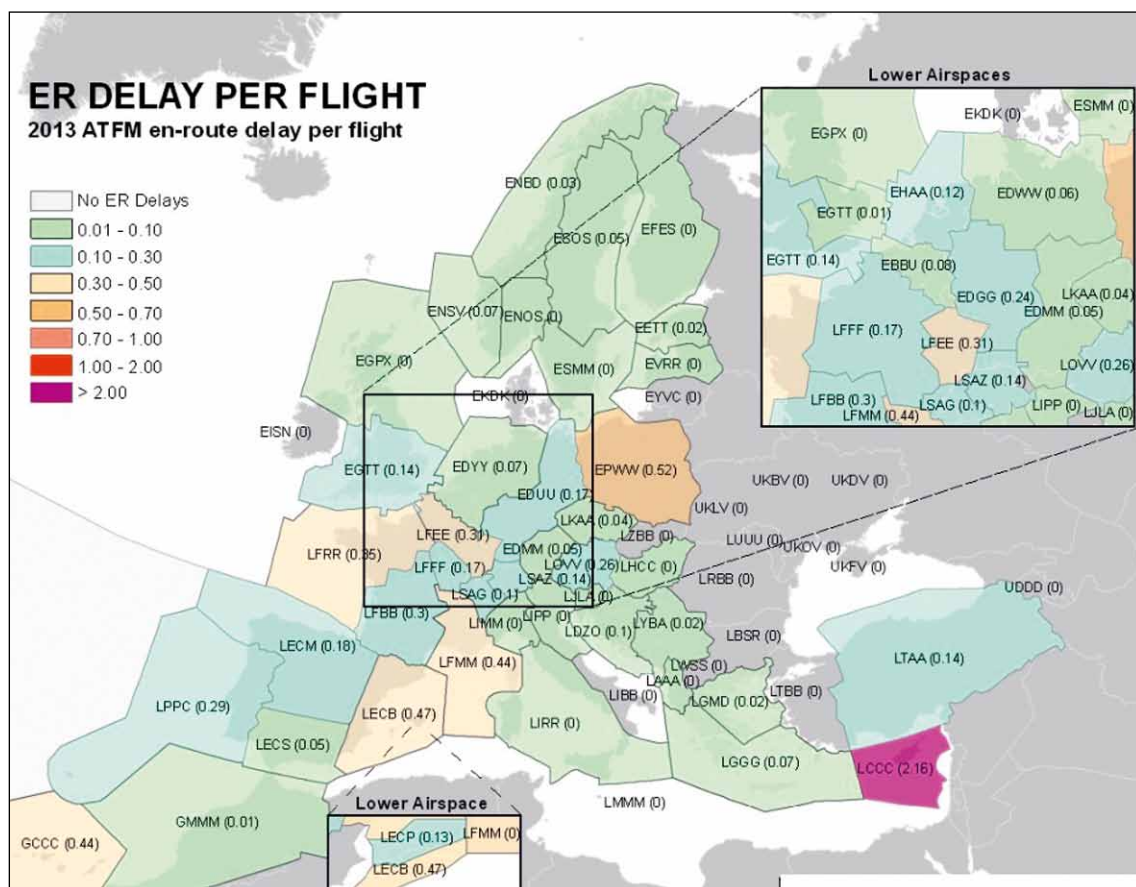 ER DELAY PER FLIGHT
2013 ATFM en-route delay per flight
No ER Delays
0.01 - 0.10
0.10 - 0.30
0.30 - 0.50
0.50 - 0.70
0.70 - 1.00
1.00 - 2.00
> 2.00
Lower Airspaces
EKDK (0)
ESMM (0)
EGPX (0)
EHAA (0.12)
EDWW (0.06)
EGTT (0.01)
EGTT (0.14)
EBBU (0.08)
EDGG (0.24)
LKAA (0.04)
EDMM (0.05)
LFFF (0.17)
LFEE (0.31)
LOVV (0.26)
LSAZ (0.14)
LFBB (0.3)
LSAG (0.1)
LIPP (0)
LFMM (0.44)
LJLA (0)
ENBD (0.03)
ESOS (0.05)
EFES (0)
ENSV (0.07)
ENOS (0)
EETT (0.02)
EGPX (0)
ESMM (0)
EVRR (0)
EKDK (0)
EYVC (0)
EISN (0)
EGTT (0.14)
EDYY (0.07)
EPWW (0.52)
EDUU (0.17)
UKBV (0)
UKDV (0)
UKLV (0)
LKAA (0.04)
LFRR (0.35)
LFEE (0.31)
LZBB (0)
LUUU (0)
UKOV (0)
EDMM (0.05)
LFFF (0.17)
LOVV (0.26)
LHCC (0)
UKFV (0)
LSAZ (0.14)
LRBB (0)
UDDD (0)
LSAG (0.1)
LJLA (0)
LFBB (0.3)
LIMM (0)
LIPP (0)
LDZO (0.1)
LYBA (0.02)
LBSR (0)
LECM (0.18)
LFMM (0.44)
LWSS (0)
LTAA (0.14)
LAAA (0)
LTBB (0)
LPPC (0.29)
LIBB (0)
LGMD (0.02)
LECB (0.47)
LIRR (0)
LECS (0.05)
LGGG (0.07)
LCCC (2.16)
LMMM (0)
GMMM (0.01)
GCCC (0.44)
Lower Airspace
LECP (0.13)
LFMM (0)
LECB (0.47)